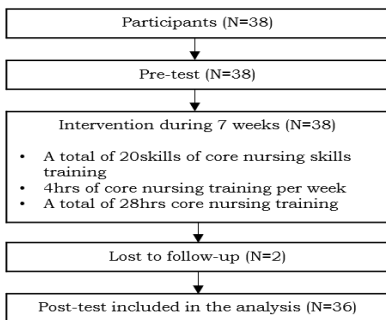 Participants (N=38)
Pre-test (N=38)
Intervention during 7 weeks (N=38)
• A total of 20skills of core nursing skills
training
• 4hrs of core nursing training per week
• A total of 28hrs core nursing training
Lost to follow-up (N=2)
Post-test included in the analysis (N=36)